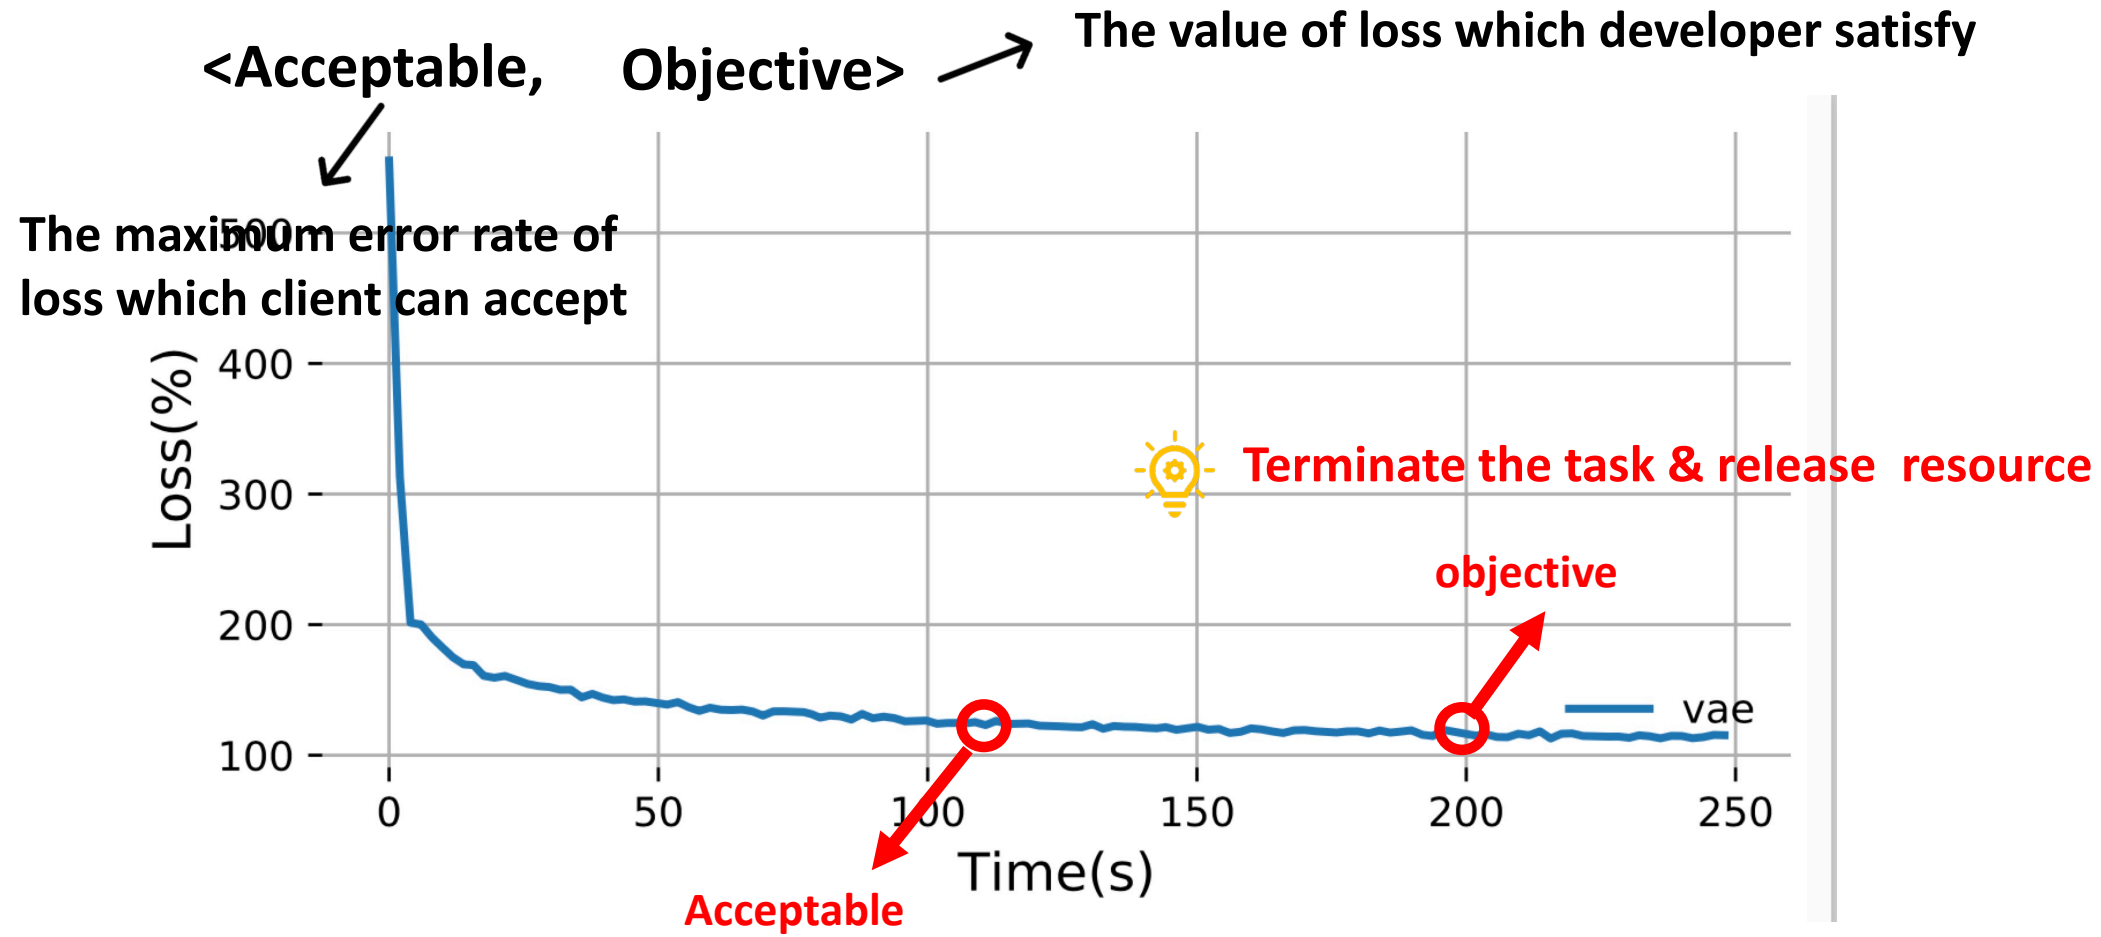 The value of loss which developer satisfy
<Acceptable, Objective>
The maximum error rate of
loss which client can accept
500
400
300
200
100
Loss(%)
Terminate the task & release resource
objective
vae
0 50 100 150 200 250
Time(s)
Acceptable